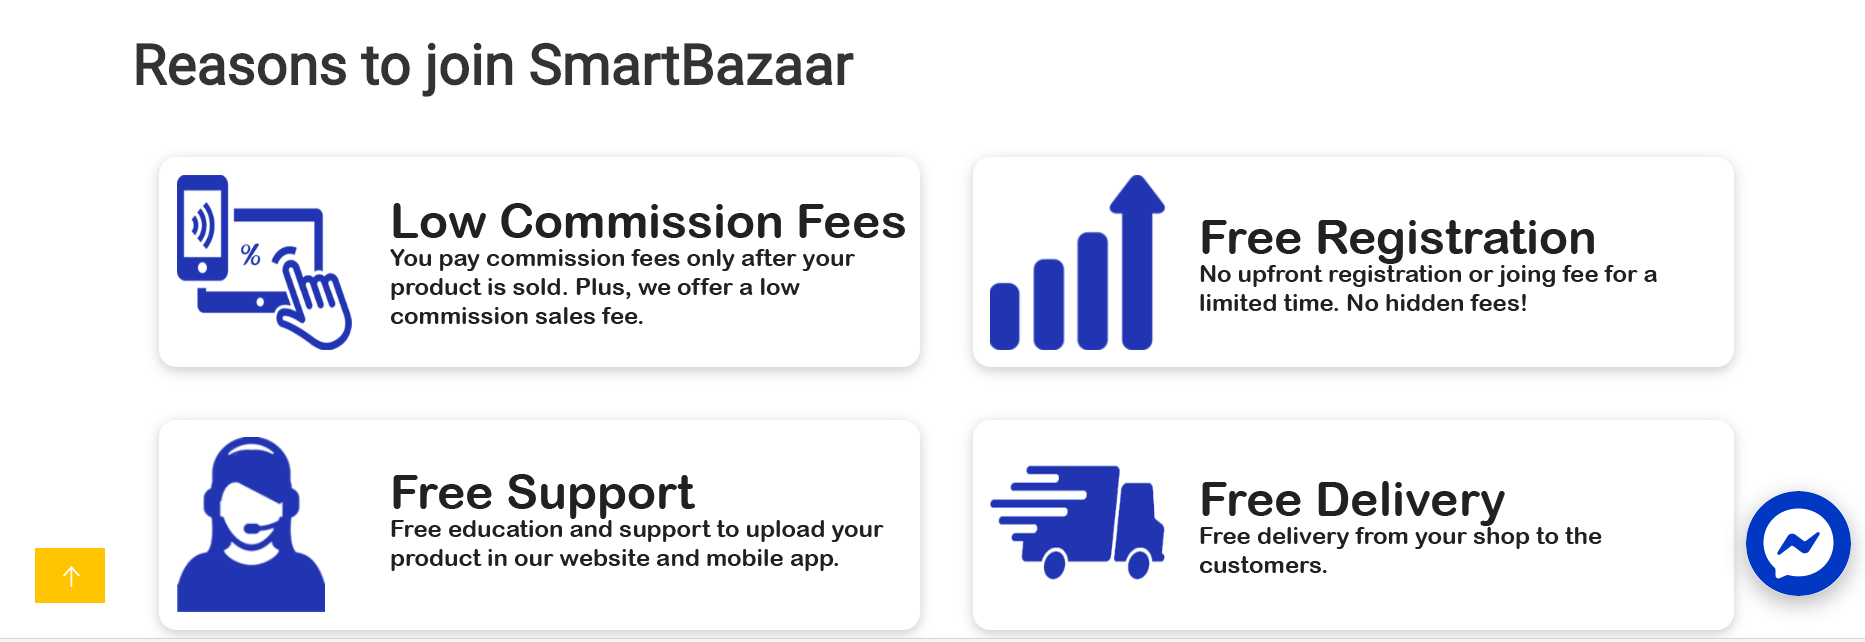 Reasons to join SmartBazaar
Low Commission Fees
You pay commission fees only after your
product is sold. Plus, we offer a low
commission sales fee.
Free Registration
No upfront registration or joing fee for a
limited time. No hidden fees!
%
Free Support
Free education and support to upload your
product in our website and mobile app.
Free Delivery
Free delivery from your shop to the
customers.